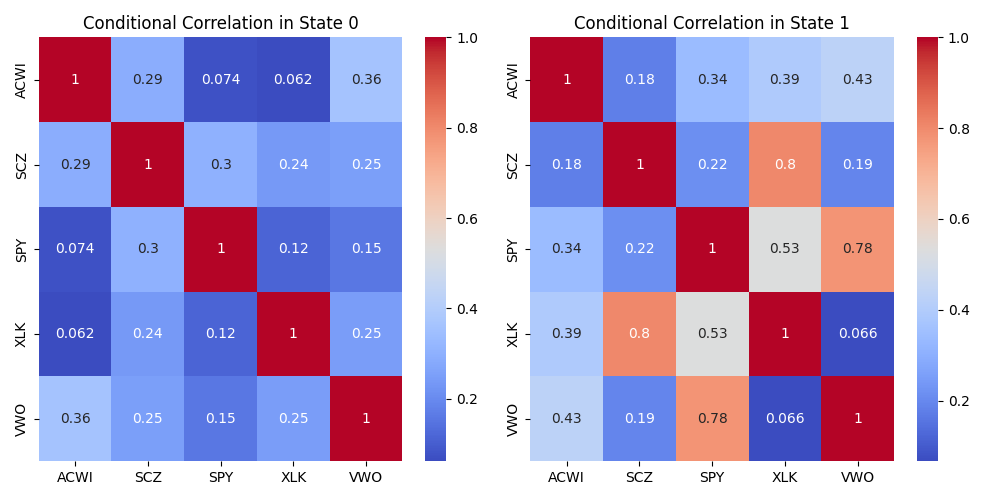 Conditional Correlation in State 0
ACWI 1 0.29 0.074 0.062 0.36
SCZ 0.29 1 0.3 0.24 0.25
SPY 0.074 0.3 1 0.12 0.15
XLK 0.062 0.24 0.12 1 0.25
VWO 0.36 0.25 0.15 0.25 1
ACWI SCZ SPY XLK VWO
1.0
0.8
0.6
0.4
0.2
Conditional Correlation in State 1
ACWI 1 0.18 0.34 0.39 0.43
SCZ 0.18 1 0.22 0.8 0.19
SPY 0.34 0.22 1 0.53 0.78
XLK 0.39 0.8 0.53 1 0.066
VWO 0.43 0.19 0.78 0.066 1
ACWI SCZ SPY XLK VWO
1.0
0.8
0.6
0.4
0.2